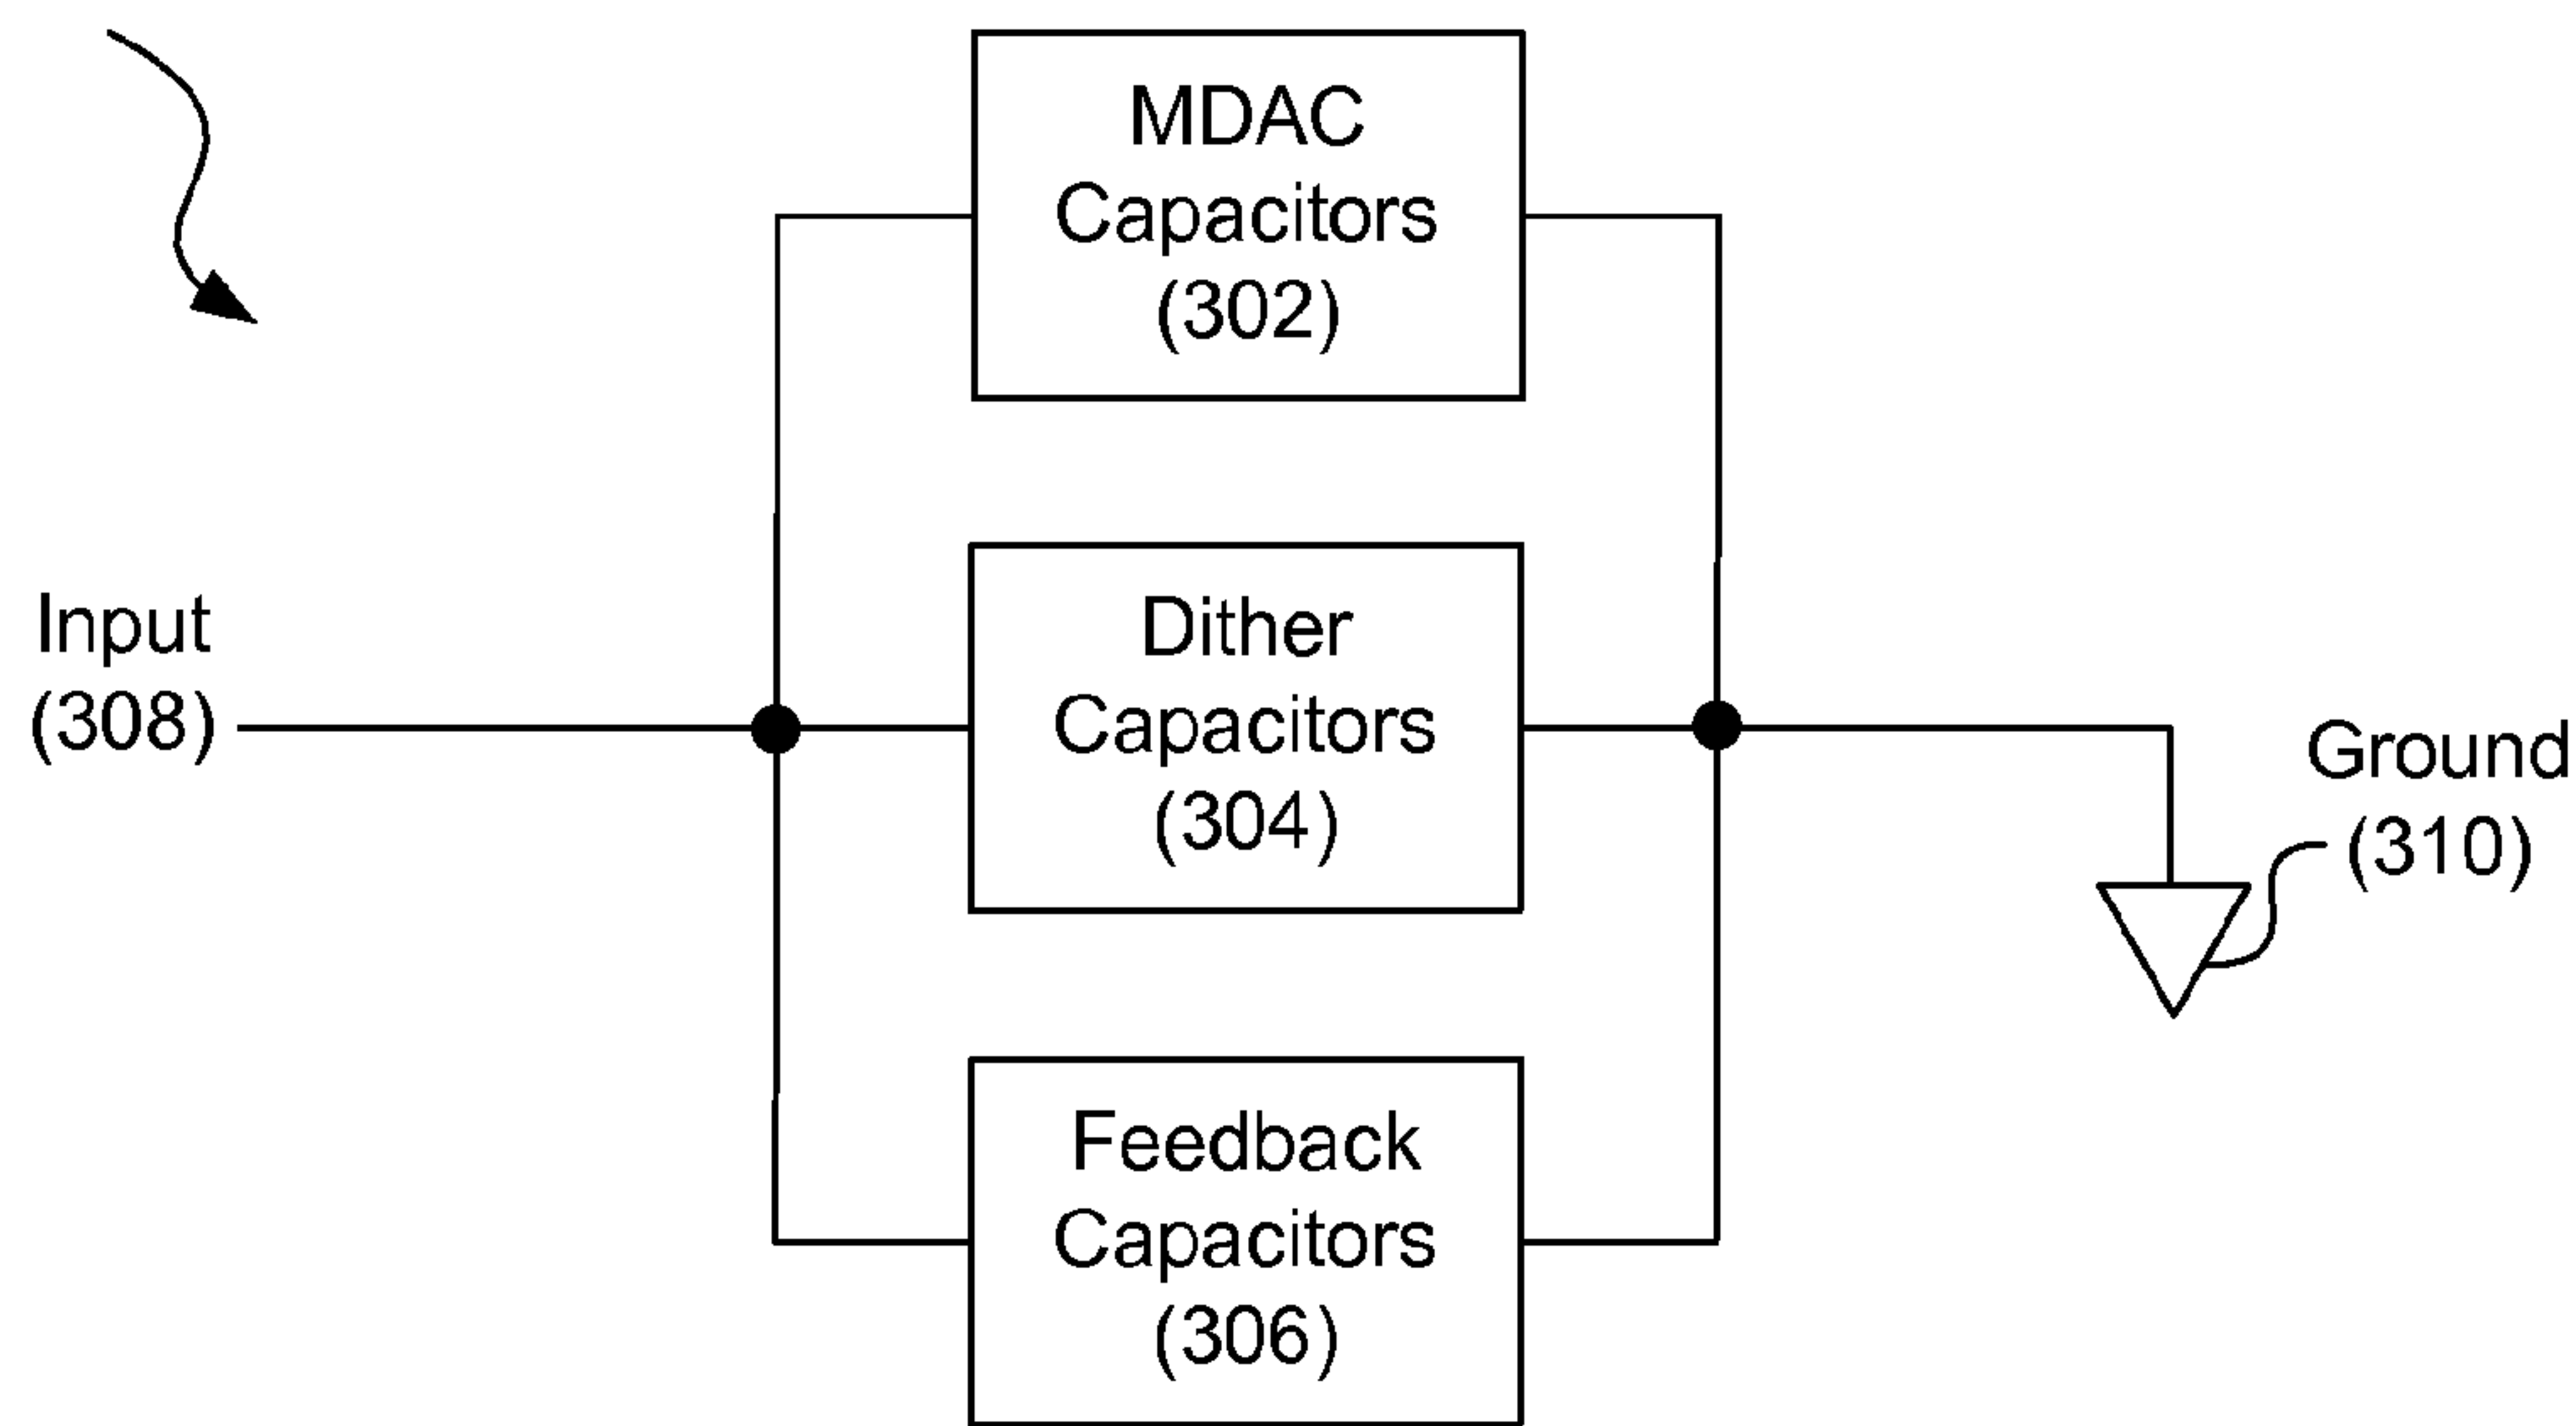 MDAC
Capacitors
(302)
Input
(308)
Dither
Capacitors
(304)
Ground
(310)
Feedback
Capacitors
(306)